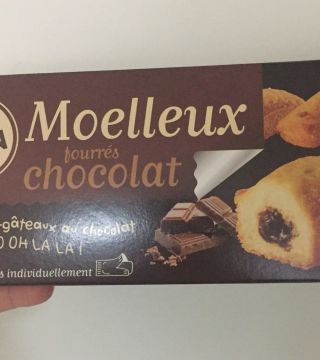 Moelleux
fourrés
chocolat
-gâteaux au chocolat
OH LA LA!
individuellement